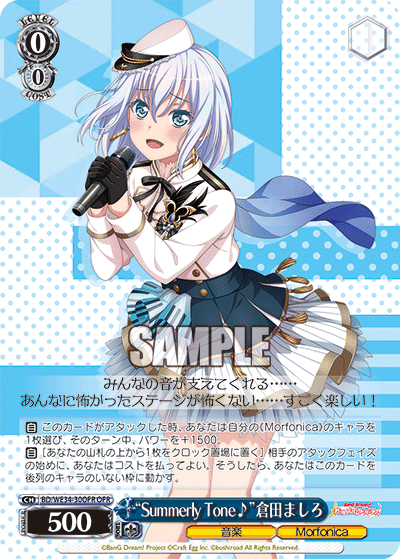 LEVEL
0
0
COST
SAMPLE
みんなの音が支えてくれる……
あんなに怖かったステージが怖くない……すごく楽しい！
自 このカードがアタックした時、あなたは自分の《Morfonica》のキャラを
1枚選び、そのターン中、パワーを+1500。
自 [あなたの山札の上から1枚をクロック置場に置く] 相手のアタックフェイズ
の始めに、あなたはコストを払ってよい。そうしたら、あなたはこのカードを
後列のキャラのいない枠に動かす。
CH BD/WE34-30OFR OFR
POWER
500
“Summerly Tone♪”倉田ましろ
音楽
Morfonica
©BanG Dream! Project ©Craft Egg Inc. ©bushiroad All Rights Reserved.